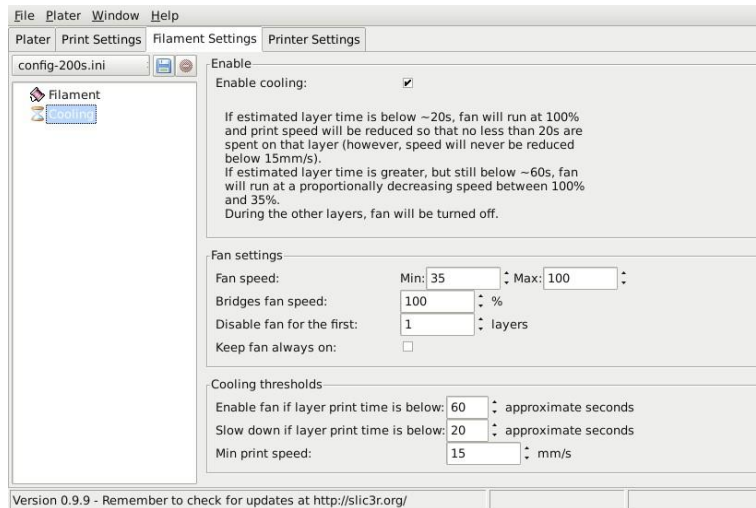 File Plater Window Help
Plater Print Settings Filament Settings Printer Settings
config-200s.ini
Filament
Cooling
Enable
Enable cooling:
If estimated layer time is below ~20s, fan will run at 100%
and print speed will be reduced so that no less than 20s are
spent on that layer (however, speed will never be reduced
below 15mm/s).
If estimated layer time is greater, but still below ~60s, fan
will run at a proportionally decreasing speed between 100%
and 35%.
During the other layers, fan will be turned off.
Fan settings
Fan speed: Min: 35 Max: 100
Bridges fan speed: 100 %
Disable fan for the first: 1 layers
Keep fan always on:
Cooling thresholds
Enable fan if layer print time is below: 60 approximate seconds
Slow down if layer print time is below: 20 approximate seconds
Min print speed: 15 mm/s
Version 0.9.9 - Remember to check for updates at http://slic3r.org/